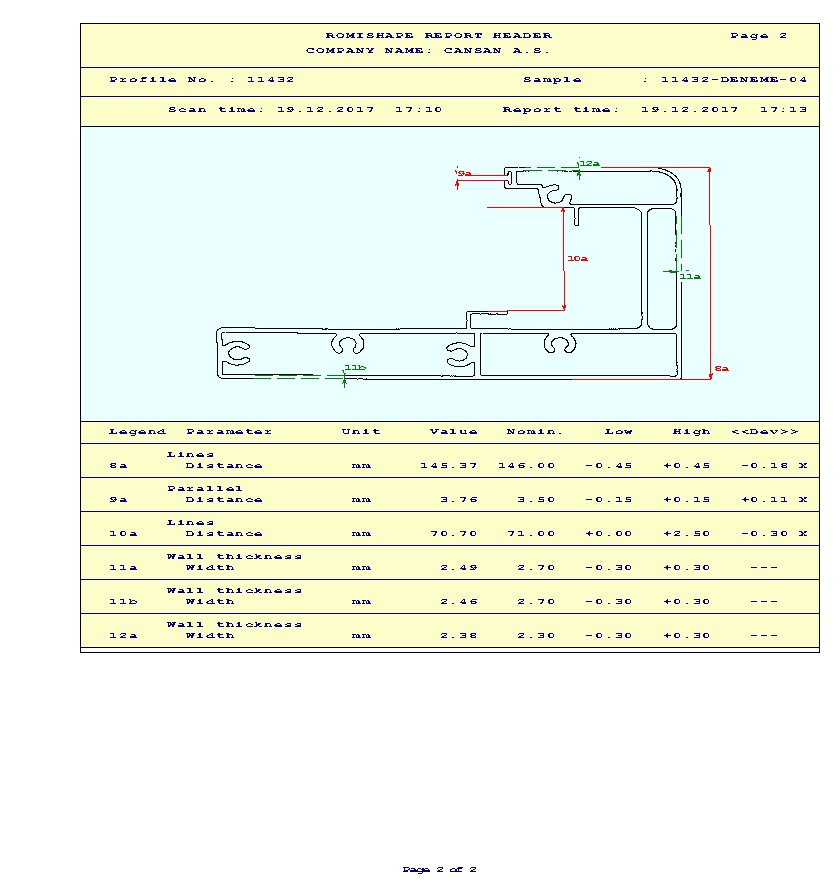 ROMISHAPE REPORT HEADER Page 2
COMPANY NAME: CANSAN A.S.
Profile No. : 11432 Sample : 11432-DENEME-04
Scan time: 19.12.2017 17:10 Report time: 19.12.2017 17:13
12a
9a
10a
11a
11b
8a
Legend Parameter Unit Value Nomin. Low High <<Dev>>
Lines
8a Distance mm 145.37 146.00 -0.45 +0.45 -0.18 X
Parallel
9a Distance mm 3.76 3.50 -0.15 +0.15 +0.11 X
Lines
10a Distance mm 70.70 71.00 +0.00 +2.50 -0.30 X
Wall thickness
11a Width mm 2.49 2.70 -0.30 +0.30 ---
Wall thickness
11b Width mm 2.46 2.70 -0.30 +0.30 ---
Wall thickness
12a Width mm 2.38 2.30 -0.30 +0.30 ---
Page 2 of 2